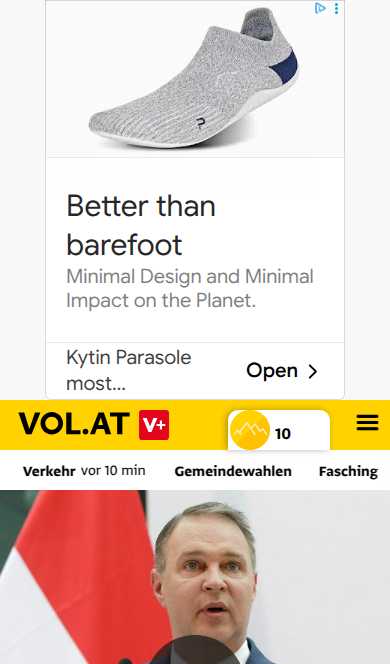 Better than
barefoot
Minimal Design and Minimal
Impact on the Planet.
Kytin Parasole
most...
Open
VOL.AT V+
10
Verkehr vor 10 min Gemeindewahlen Fasching